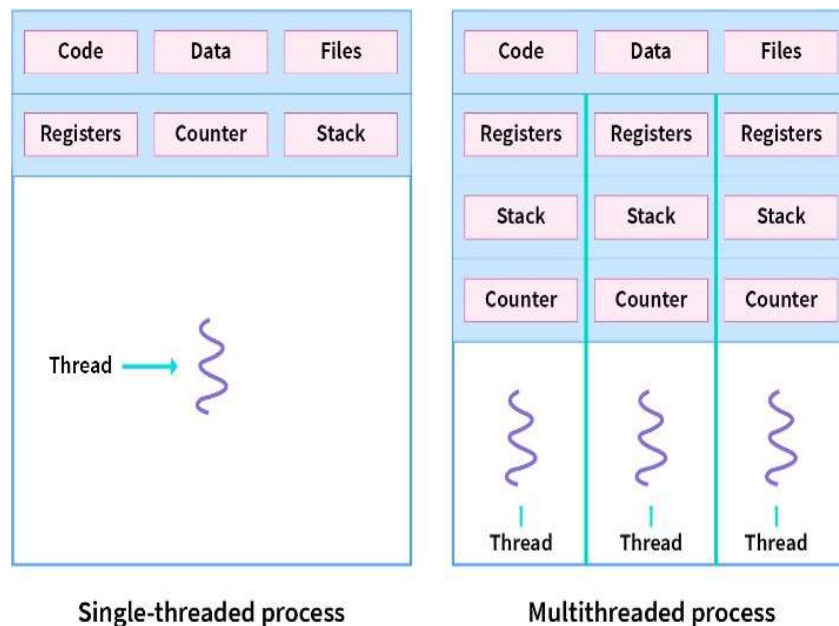 Code Data Files
Registers Counter Stack
Thread
Single-threaded process
Code Data Files
Registers Registers Registers
Stack Stack Stack
Counter Counter Counter
Thread Thread Thread
Multithreaded process